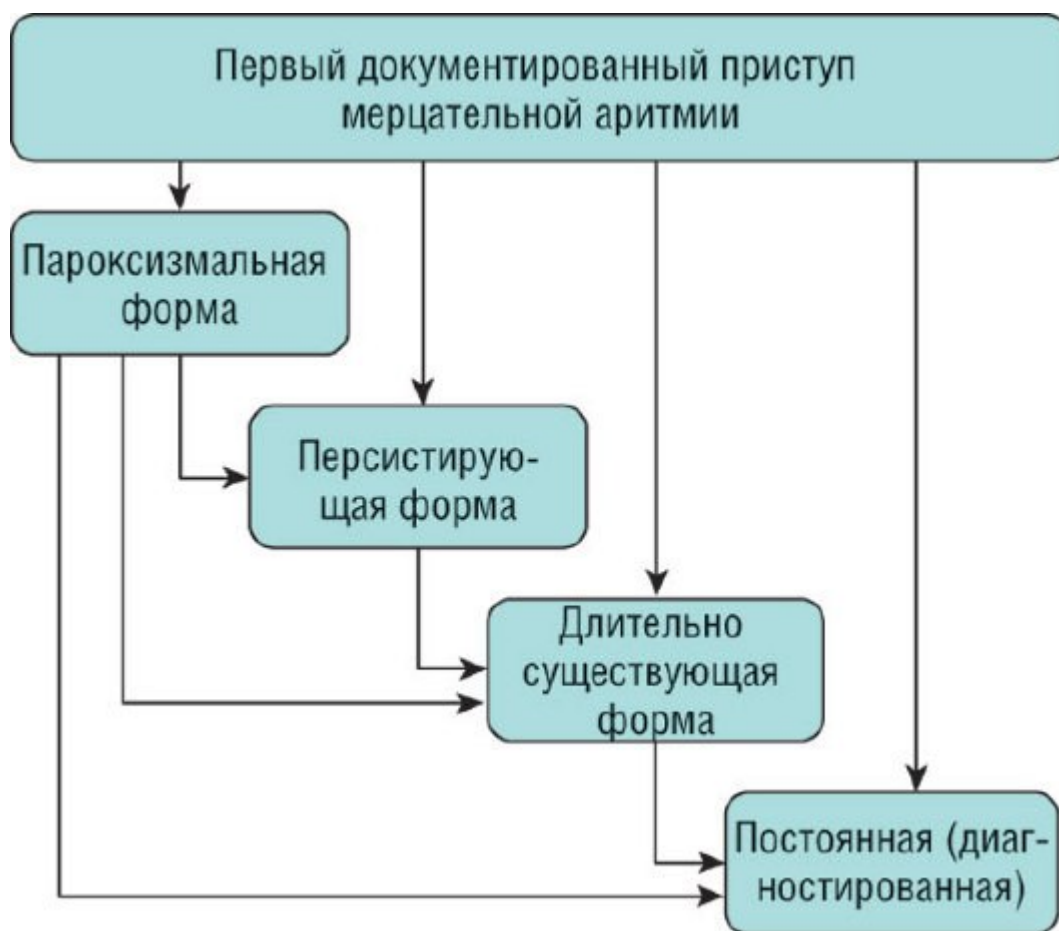 Первый документированный приступ
мерцательной аритмии
Пароксизмальная
форма
Персистирую-
щая форма
Длительно
существующая
форма
Постоянная (диаг-
ностированная)